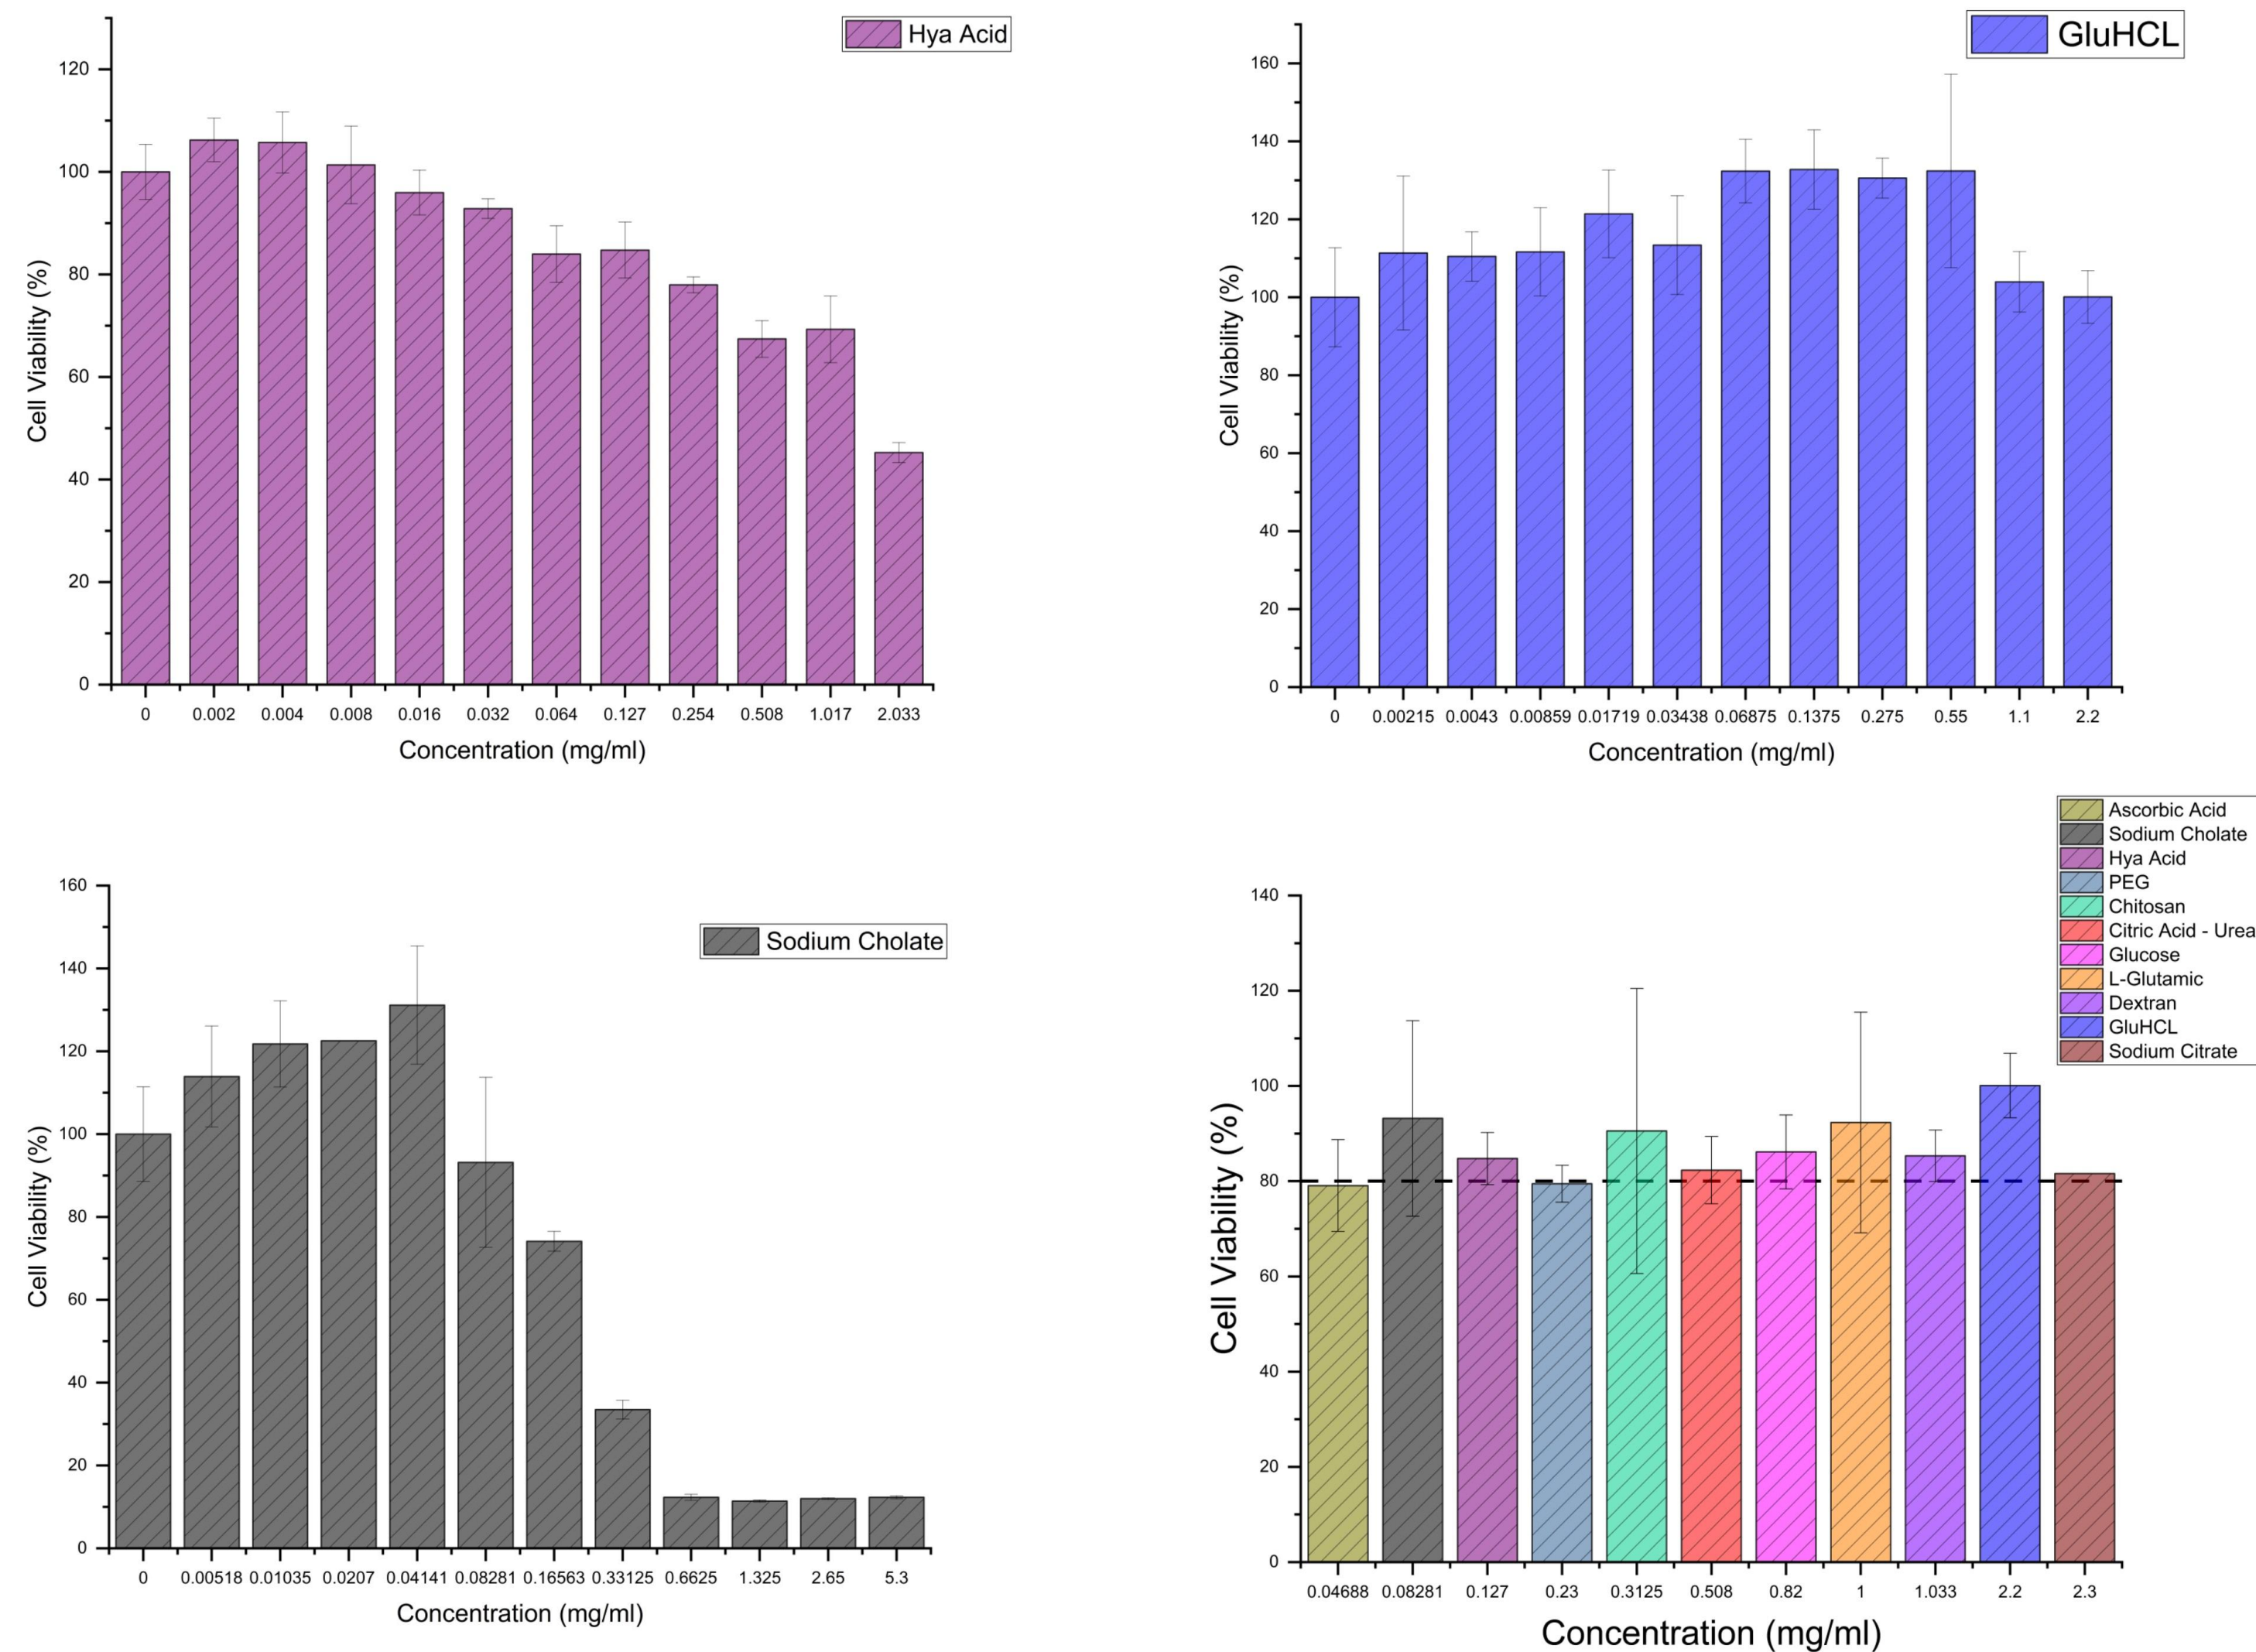 Hya Acid
120
100
80
60
40
20
0
Cell Viability (%)
0 0.002 0.004 0.008 0.016 0.032 0.064 0.127 0.254 0.508 1.017 2.033
Concentration (mg/ml)
GluHCL
160
140
120
100
80
60
40
20
0
Cell Viability (%)
0 0.00215 0.0043 0.00859 0.01719 0.03438 0.06875 0.1375 0.275 0.55 1.1 2.2
Concentration (mg/ml)
Sodium Cholate
160
140
120
100
80
60
40
20
0
Cell Viability (%)
0 0.00518 0.01035 0.0207 0.04141 0.08281 0.16563 0.33125 0.6625 1.325 2.65 5.3
Concentration (mg/ml)
Ascorbic Acid
Sodium Cholate
Hya Acid
PEG
Chitosan
Citric Acid - Urea
Glucose
L-Glutamic
Dextran
GluHCL
Sodium Citrate
140
120
100
80
60
40
20
0
Cell Viability (%)
0.04688 0.08281 0.127 0.23 0.3125 0.508 0.82 1 1.033 2.2 2.3
Concentration (mg/ml)